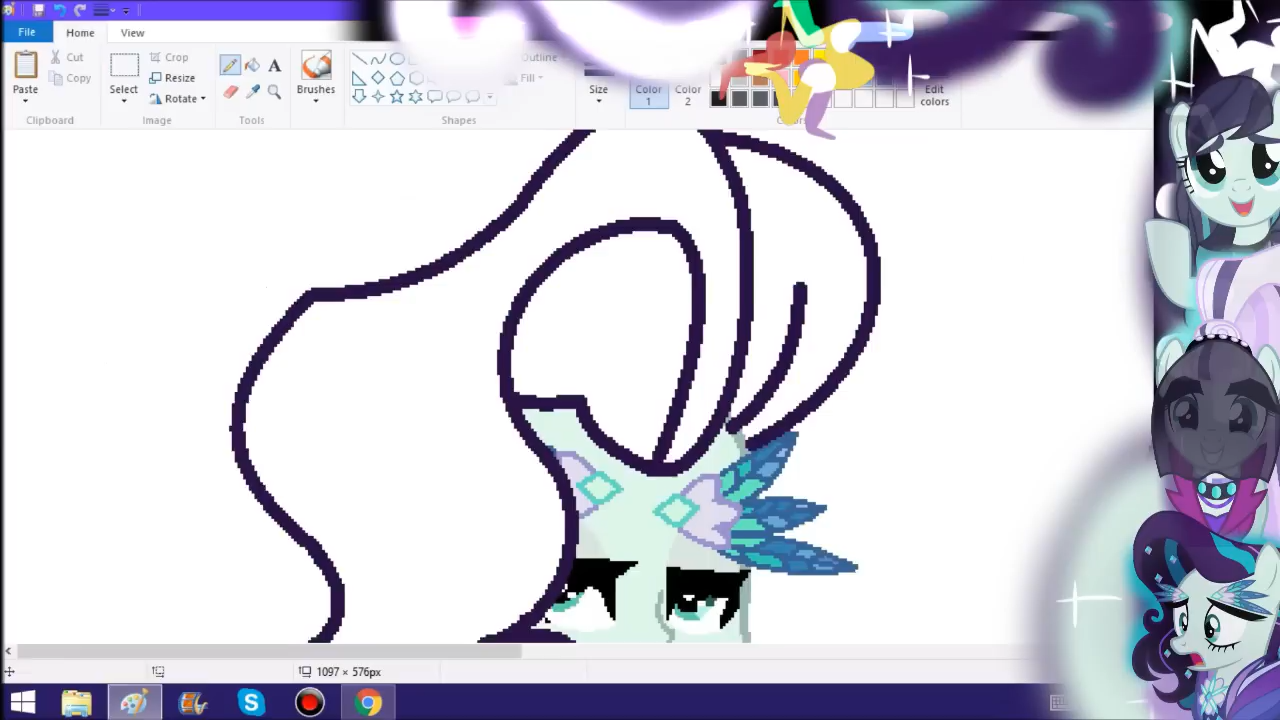 File
Home
View
Paste
Cut
Copy
Clipboard
Select
Crop
Resize
Rotate
Image
A
Tools
Brushes
Outline
Fill
Shapes
Size
Color 1
Color 2
Edit colors
1097 × 576px